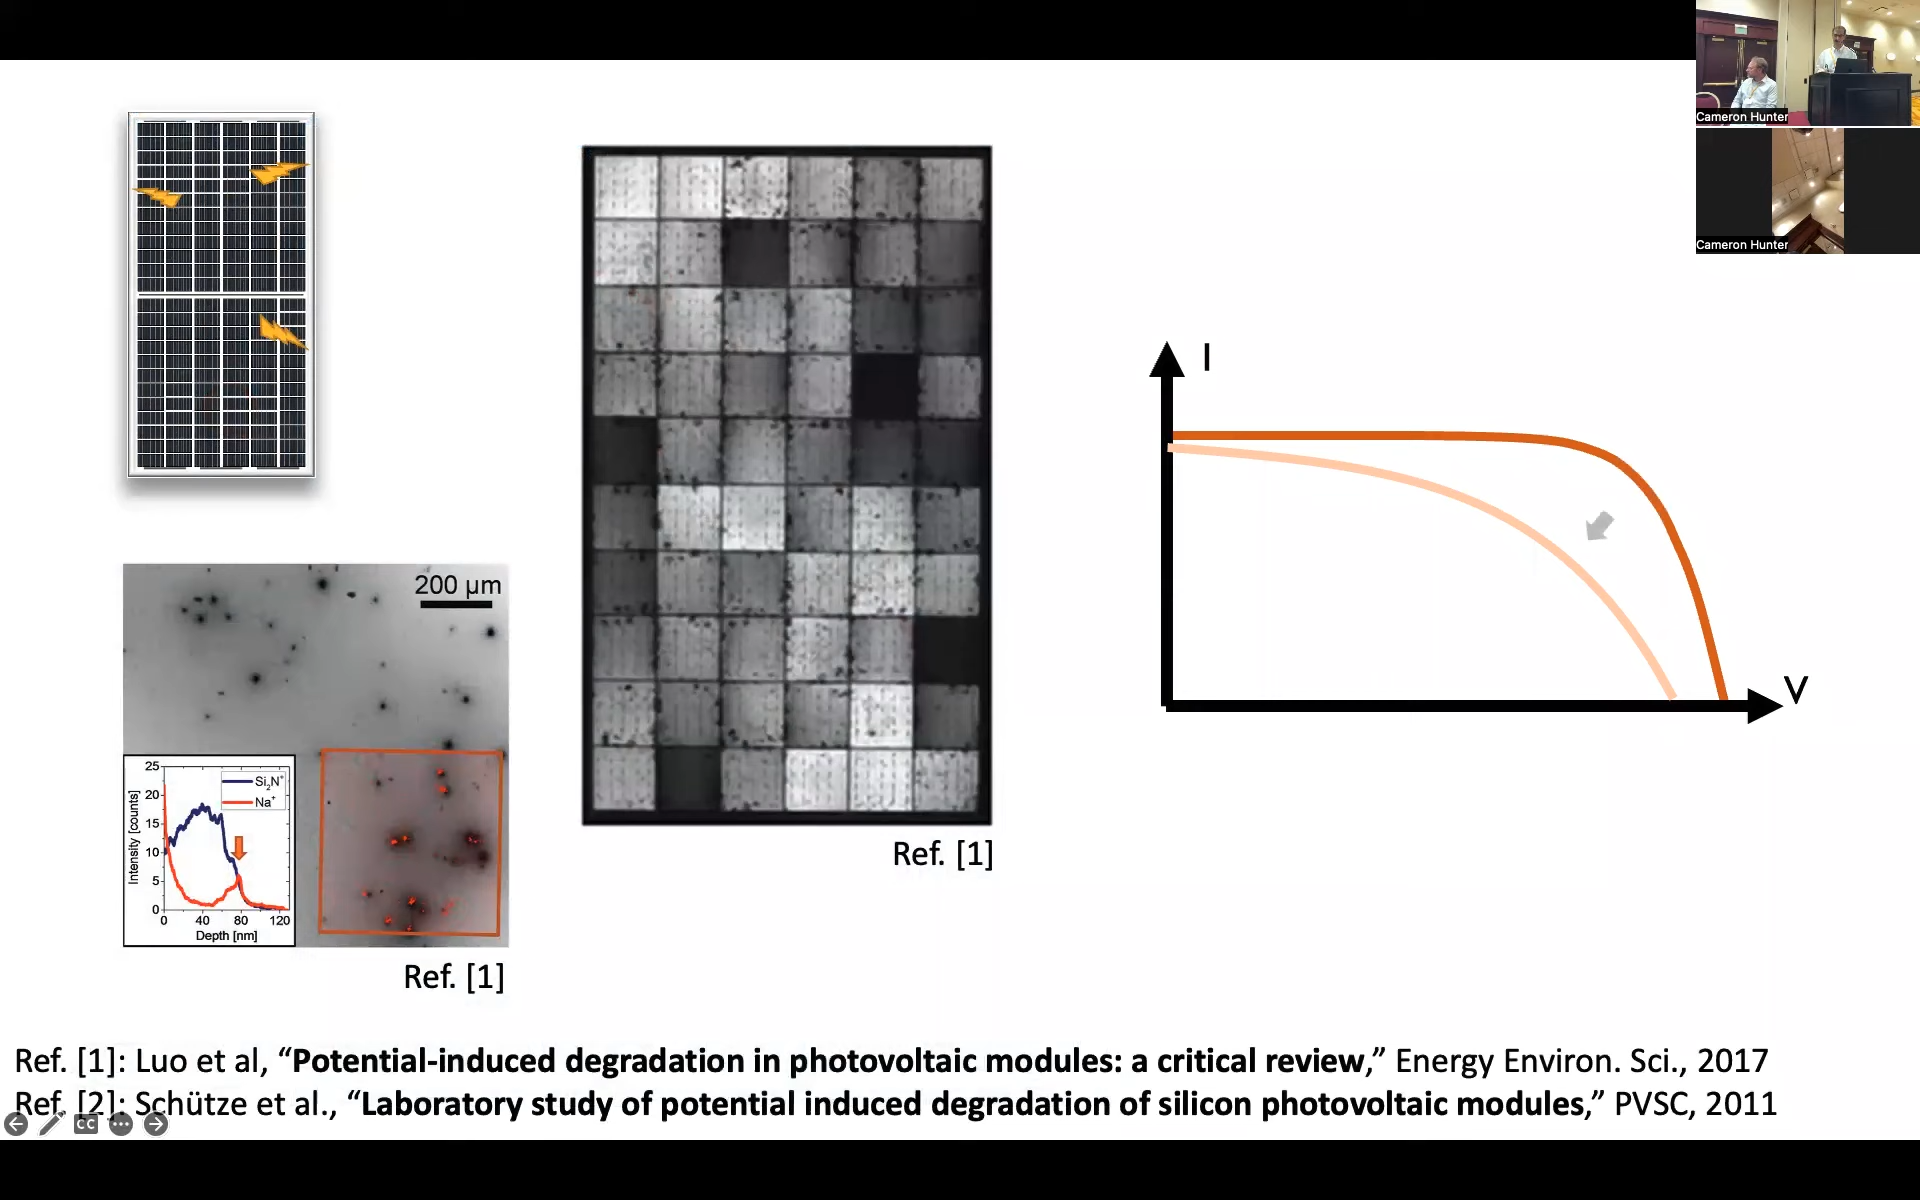 Cameron Hunter
Cameron Hunter
I
V
200 µm
25
20
15
10
5
0
Intensity [counts]
Si₂N⁺
Na⁺
0 40 80 120
Depth [nm]
Ref. [1]
Ref. [1]
Ref. [1]: Luo et al, “Potential-induced degradation in photovoltaic modules: a critical review,” Energy Environ. Sci., 2017
Ref. [2]: Schütze et al., “Laboratory study of potential induced degradation of silicon photovoltaic modules,” PVSC, 2011
CC